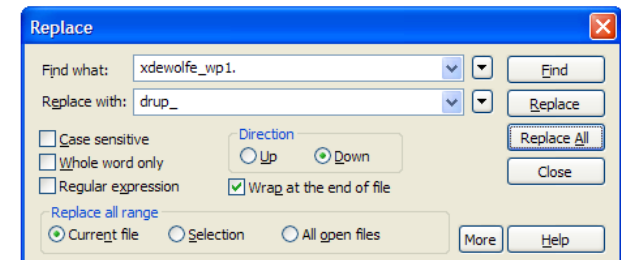 Replace
Find what: xdewolfe_wp1. Find
Replace with: drup_ Replace
Case sensitive Direction Replace All
Whole word only Up Down Close
Regular expression Wrap at the end of file
Replace all range
Current file Selection All open files More Help